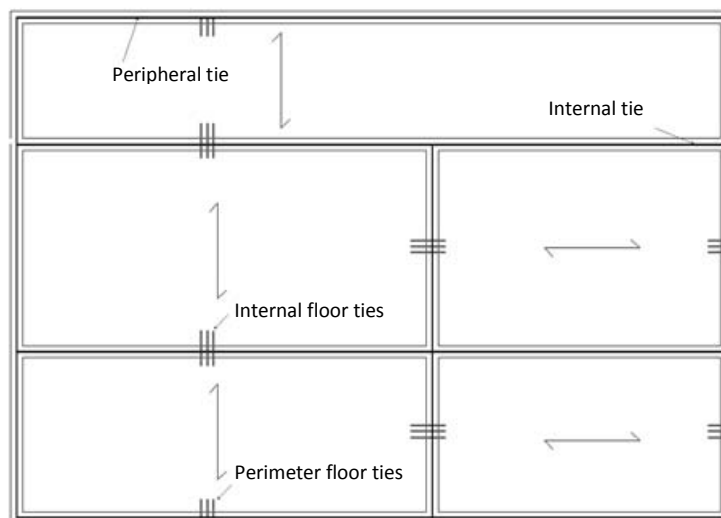 Peripheral tie
Internal tie
Internal floor ties
Perimeter floor ties